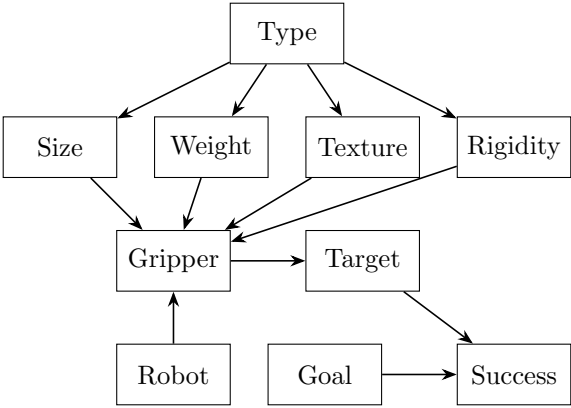 Type
Size
Weight
Texture
Rigidity
Gripper
Target
Robot
Goal
Success